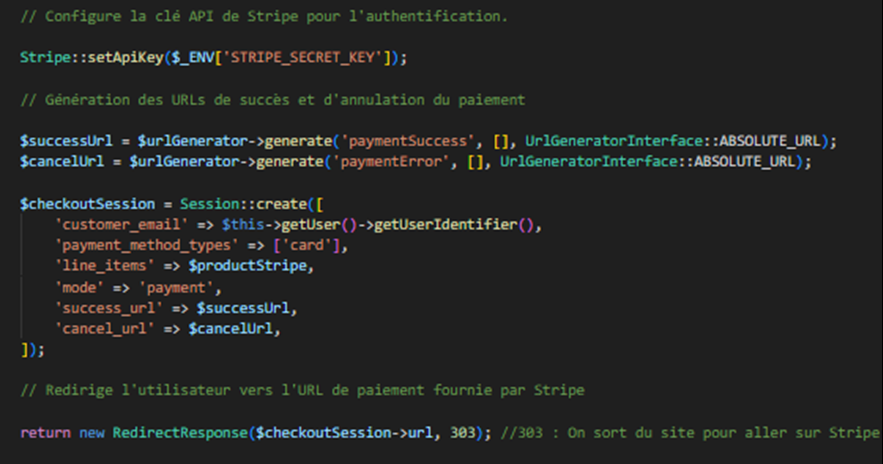 // Configure la clé API de Stripe pour l'authentification.
Stripe::setApiKey($_ENV['STRIPE_SECRET_KEY']);
// Génération des URLs de succès et d'annulation du paiement
$successUrl = $urlGenerator->generate('paymentSuccess', [], UrlGeneratorInterface::ABSOLUTE_URL);
$cancelUrl = $urlGenerator->generate('paymentError', [], UrlGeneratorInterface::ABSOLUTE_URL);
$checkoutSession = Session::create([
    'customer_email' => $this->getUser()->getUserIdentifier(),
    'payment_method_types' => ['card'],
    'line_items' => $productStripe,
    'mode' => 'payment',
    'success_url' => $successUrl,
    'cancel_url' => $cancelUrl,
]);
// Redirige l'utilisateur vers l'URL de paiement fournie par Stripe
return new RedirectResponse($checkoutSession->url, 303); //303 : On sort du site pour aller sur Stripe